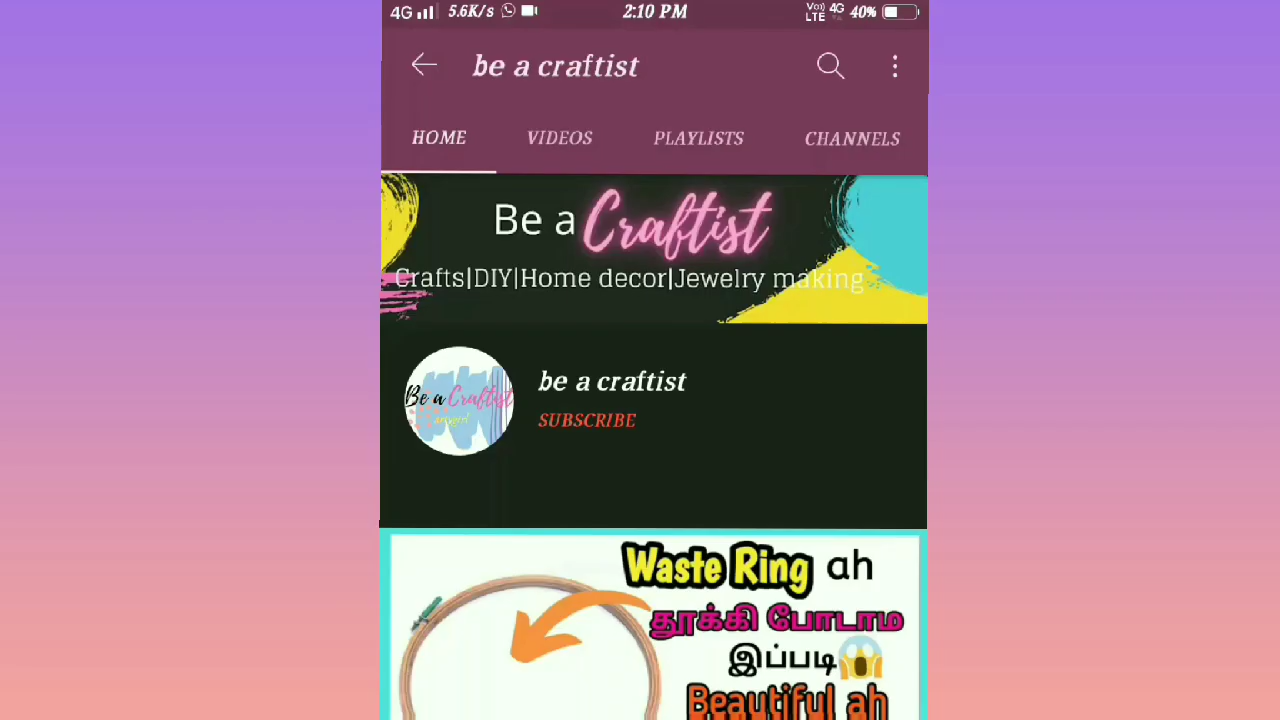 4G 5.6K/s 2:10 PM Vo) LTE 4G 40%
be a craftist
HOME VIDEOS PLAYLISTS CHANNELS
Be a Craftist
Crafts|DIY|Home decor|Jewelry making
Be a Craftist
be a craftist
SUBSCRIBE
Waste Ring ah
தூக்கி போடாம
இப்படி
Beautiful ah